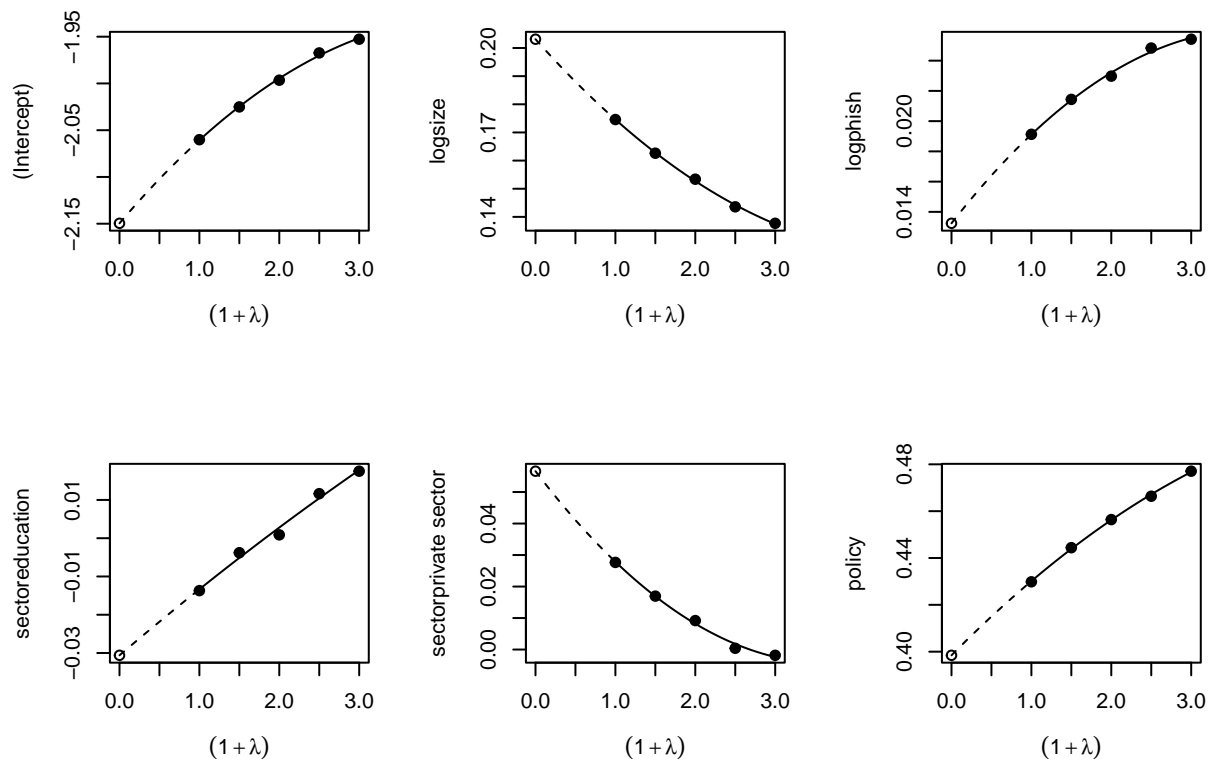 (Intercept)
−2.15 −2.05 −1.95
0.0 1.0 2.0 3.0
(1 + λ)
logsize
0.14 0.17 0.20
0.0 1.0 2.0 3.0
(1 + λ)
logphish
0.014 0.020
0.0 1.0 2.0 3.0
(1 + λ)
sectoreducation
−0.03 −0.01 0.01
0.0 1.0 2.0 3.0
(1 + λ)
sectorprivate sector
0.00 0.02 0.04
0.0 1.0 2.0 3.0
(1 + λ)
policy
0.40 0.44 0.48
0.0 1.0 2.0 3.0
(1 + λ)